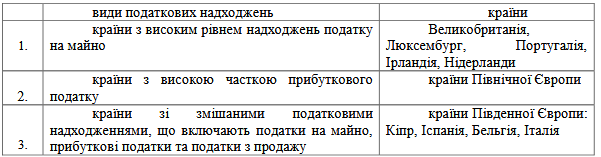 види податкових надходжень країни
1. країни з високим рівнем надходжень податку на майно Великобританія, Люксембург, Португалія, Ірландія, Нідерланди
2. країни з високою часткою прибуткового податку країни Північної Європи
3. країни зі змішаними податковими надходженнями, що включають податки на майно, прибуткові податки та податки з продажу країни Південної Європи: Кіпр, Іспанія, Бельгія, Італія